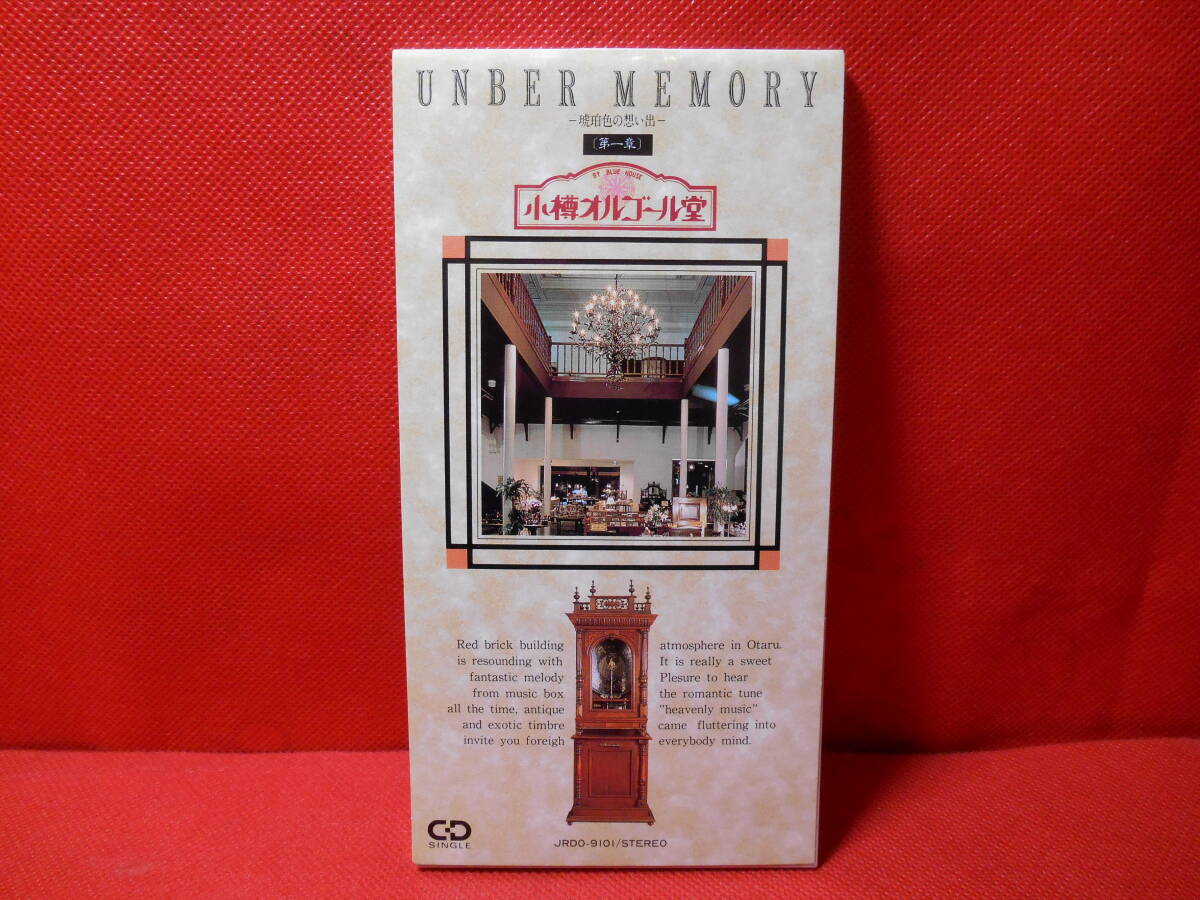 UNBER MEMORY
－琥珀色の想い出－
〔第一章〕
BY BLUE HOUSE
小樽オルゴール堂
Red brick building
is resounding with
fantastic melody
from music box
all the time, antique
and exotic timbre
invite you foreigh
atmosphere in Otaru.
It is really a sweet
Plesure to hear
the romantic tune
"heavenly music"
came fluttering into
everybody mind.
CD
SINGLE
JRDO-9101/STEREO